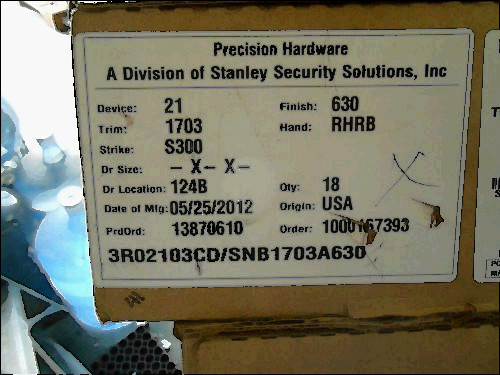 Precision Hardware
A Division of Stanley Security Solutions, Inc
Device: 21 Finish: 630
Trim: 1703 Hand: RHRB
Strike: S300
Dr Size: – X – X –
Dr Location: 124B Qty: 18
Date of Mfg: 05/25/2012 Origin: USA
PrdOrd: 13870610 Order: 1000167393
3R02103CD/SNB1703A630